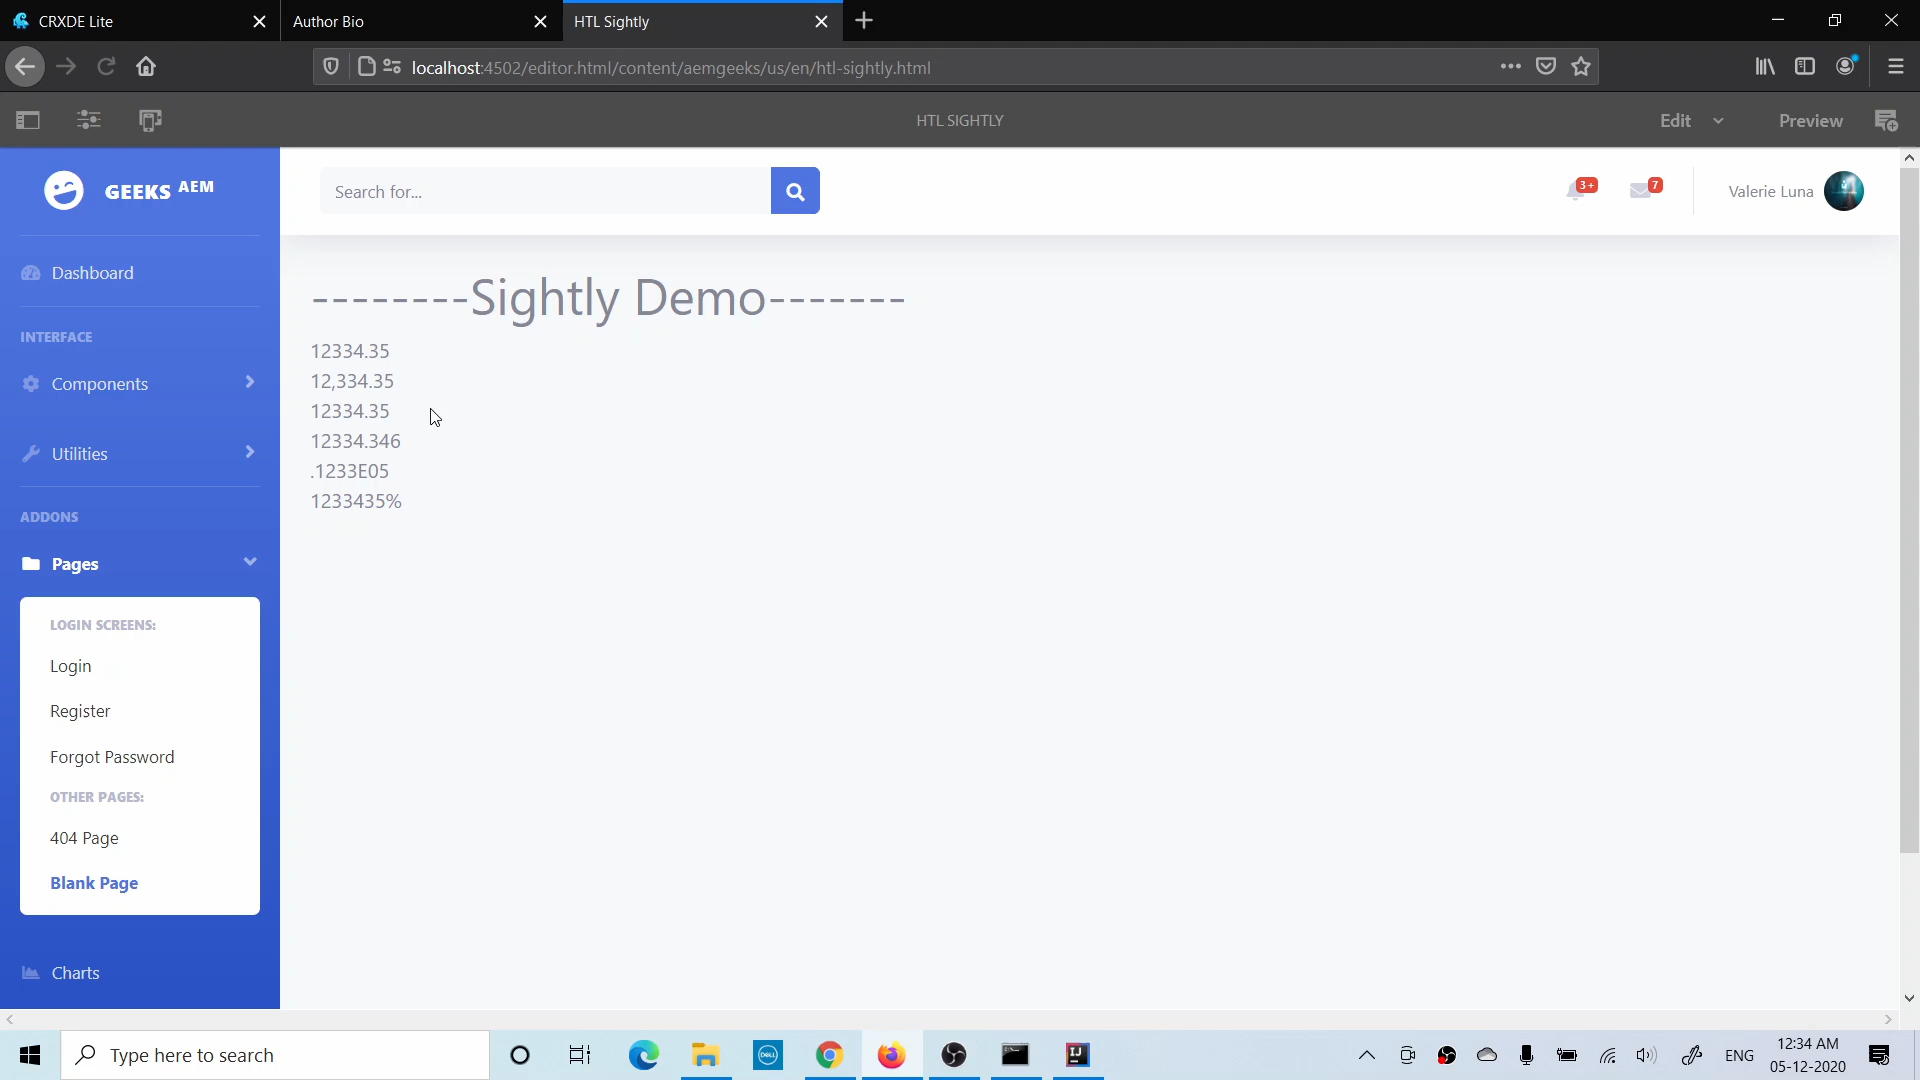 CRXDE Lite
Author Bio
HTL Sightly
localhost:4502/editor.html/content/aemgeeks/us/en/htl-sightly.html
HTL SIGHTLY
Edit
Preview
GEEKS AEM
Search for...
3+
7
Valerie Luna
Dashboard
INTERFACE
Components
Utilities
ADDONS
Pages
LOGIN SCREENS:
Login
Register
Forgot Password
OTHER PAGES:
404 Page
Blank Page
Charts
--------Sightly Demo-------
12334.35
12,334.35
12334.35
12334.346
.1233E05
1233435%
Type here to search
DELL
IJ
ENG
12:34 AM
05-12-2020